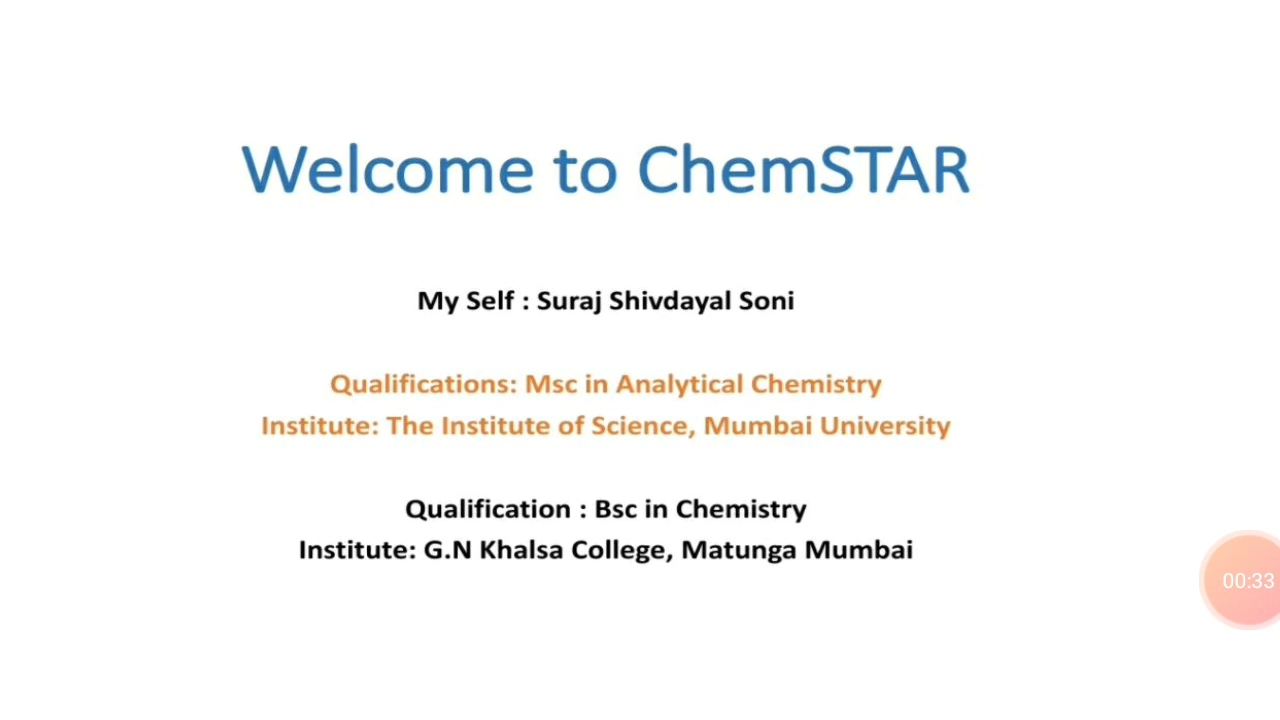 Welcome to ChemSTAR
My Self : Suraj Shivdayal Soni
Qualifications: Msc in Analytical Chemistry
Institute: The Institute of Science, Mumbai University
Qualification : Bsc in Chemistry
Institute: G.N Khalsa College, Matunga Mumbai
00:33